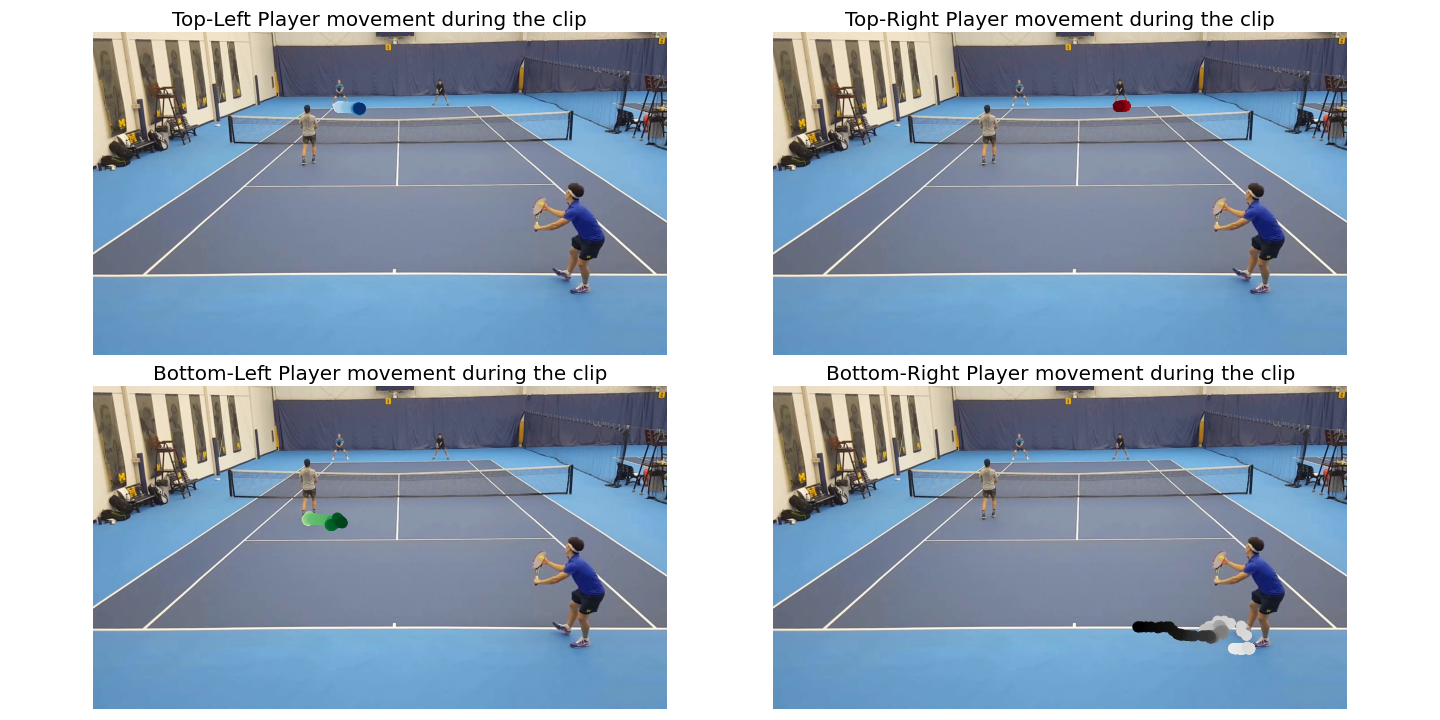 Top-Left Player movement during the clip
Top-Right Player movement during the clip
Bottom-Left Player movement during the clip
Bottom-Right Player movement during the clip